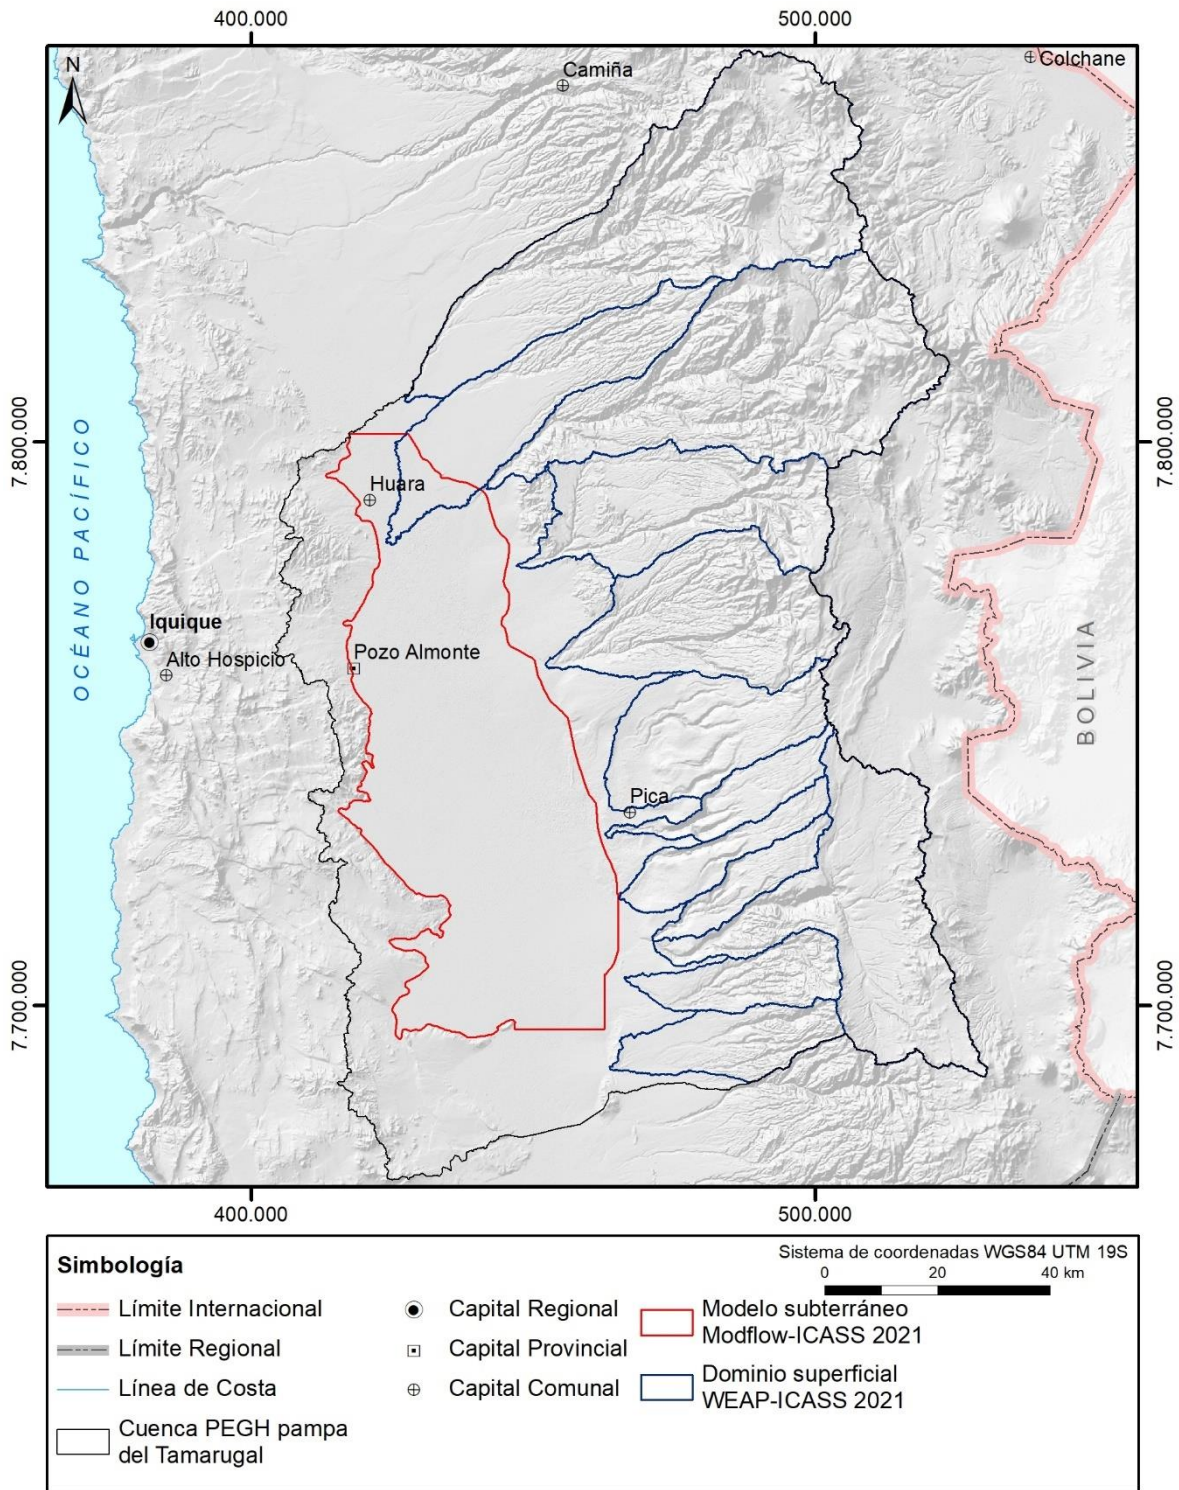 400.000
500.000
N
Camiña
Colchane
7.800.000
7.800.000
Huara
OCÉANO PACÍFICO
Iquique
Alto Hospicio
Pozo Almonte
BOLIVIA
Pica
7.700.000
7.700.000
400.000
500.000
Sistema de coordenadas WGS84 UTM 19S
0 20 40 km
Simbología
Límite Internacional
Límite Regional
Línea de Costa
Cuenca PEGH pampa
del Tamarugal
Capital Regional
Capital Provincial
Capital Comunal
Modelo subterráneo
Modflow-ICASS 2021
Dominio superficial
WEAP-ICASS 2021